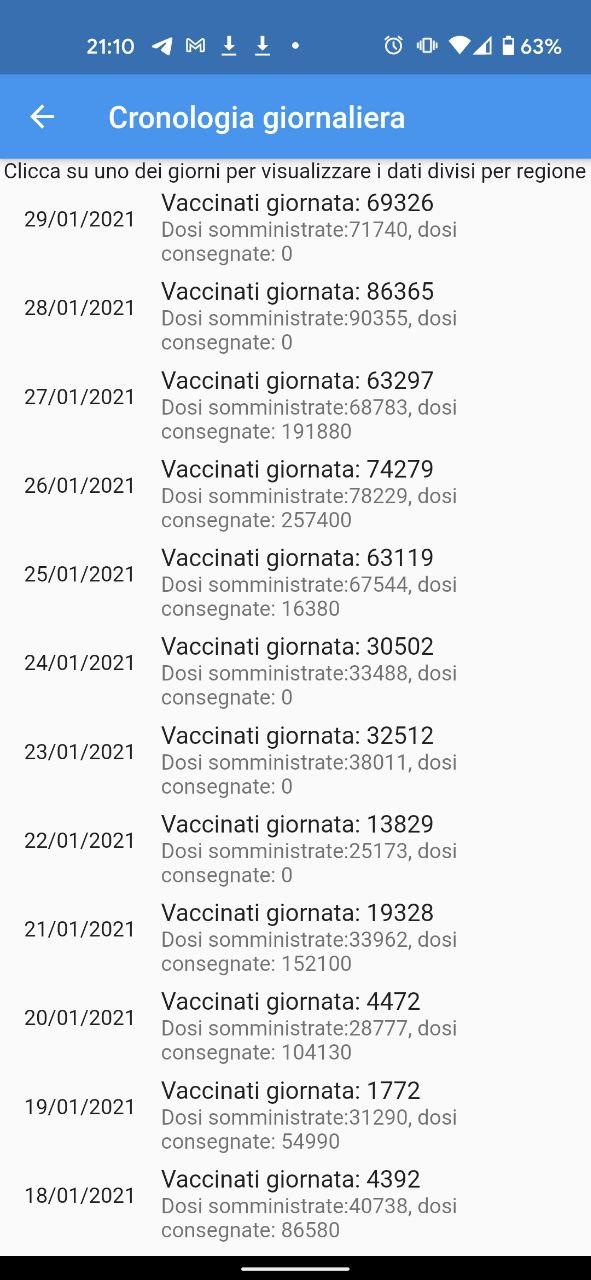 21:10
63%
Cronologia giornaliera
Clicca su uno dei giorni per visualizzare i dati divisi per regione
29/01/2021
Vaccinati giornata: 69326
Dosi somministrate:71740, dosi
consegnate: 0
28/01/2021
Vaccinati giornata: 86365
Dosi somministrate:90355, dosi
consegnate: 0
27/01/2021
Vaccinati giornata: 63297
Dosi somministrate:68783, dosi
consegnate: 191880
26/01/2021
Vaccinati giornata: 74279
Dosi somministrate:78229, dosi
consegnate: 257400
25/01/2021
Vaccinati giornata: 63119
Dosi somministrate:67544, dosi
consegnate: 16380
24/01/2021
Vaccinati giornata: 30502
Dosi somministrate:33488, dosi
consegnate: 0
23/01/2021
Vaccinati giornata: 32512
Dosi somministrate:38011, dosi
consegnate: 0
22/01/2021
Vaccinati giornata: 13829
Dosi somministrate:25173, dosi
consegnate: 0
21/01/2021
Vaccinati giornata: 19328
Dosi somministrate:33962, dosi
consegnate: 152100
20/01/2021
Vaccinati giornata: 4472
Dosi somministrate:28777, dosi
consegnate: 104130
19/01/2021
Vaccinati giornata: 1772
Dosi somministrate:31290, dosi
consegnate: 54990
18/01/2021
Vaccinati giornata: 4392
Dosi somministrate:40738, dosi
consegnate: 86580